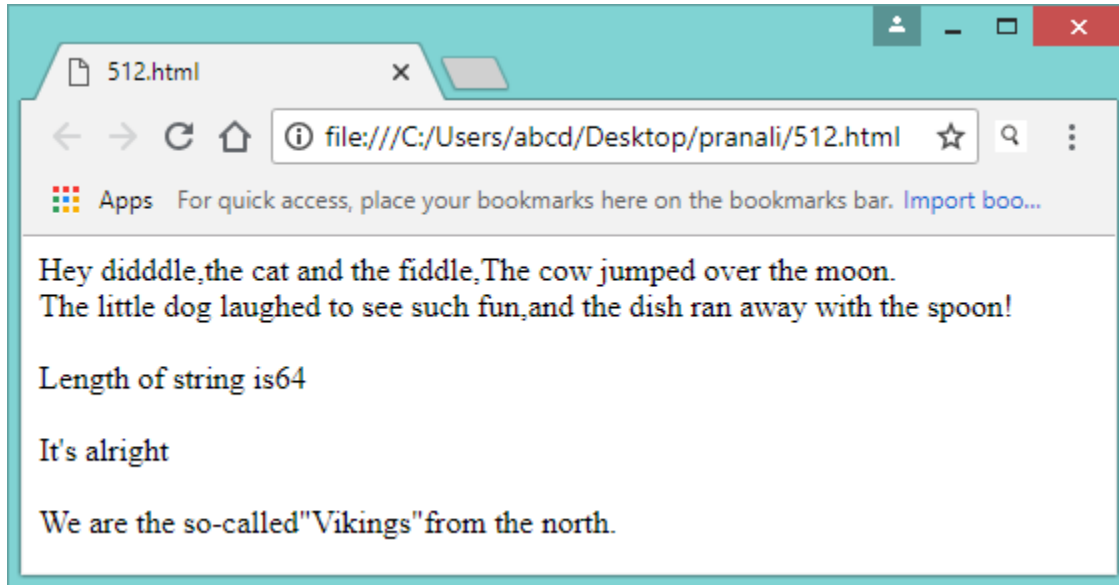 512.html
file:///C:/Users/abcd/Desktop/pranali/512.html
Apps For quick access, place your bookmarks here on the bookmarks bar. Import boo...
Hey didddle,the cat and the fiddle,The cow jumped over the moon.
The little dog laughed to see such fun,and the dish ran away with the spoon!
Length of string is64
It's alright
We are the so-called"Vikings"from the north.